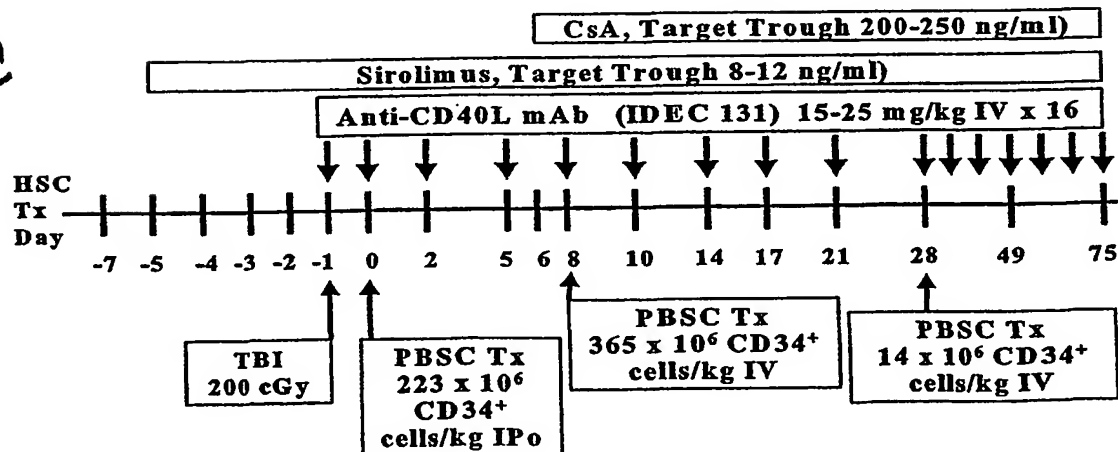 CsA, Target Trough 200-250 ng/ml)
Sirolimus, Target Trough 8-12 ng/ml)
Anti-CD40L mAb (IDEC 131) 15-25 mg/kg IV x 16
HSC
Tx
Day
-7 -5 -4 -3 -2 -1 0 2 5 6 8 10 14 17 21 28 49 75
TBI
200 cGy
PBSC Tx
223 x 10⁶
CD34⁺
cells/kg IPo
PBSC Tx
365 x 10⁶ CD34⁺
cells/kg IV
PBSC Tx
14 x 10⁶ CD34⁺
cells/kg IV